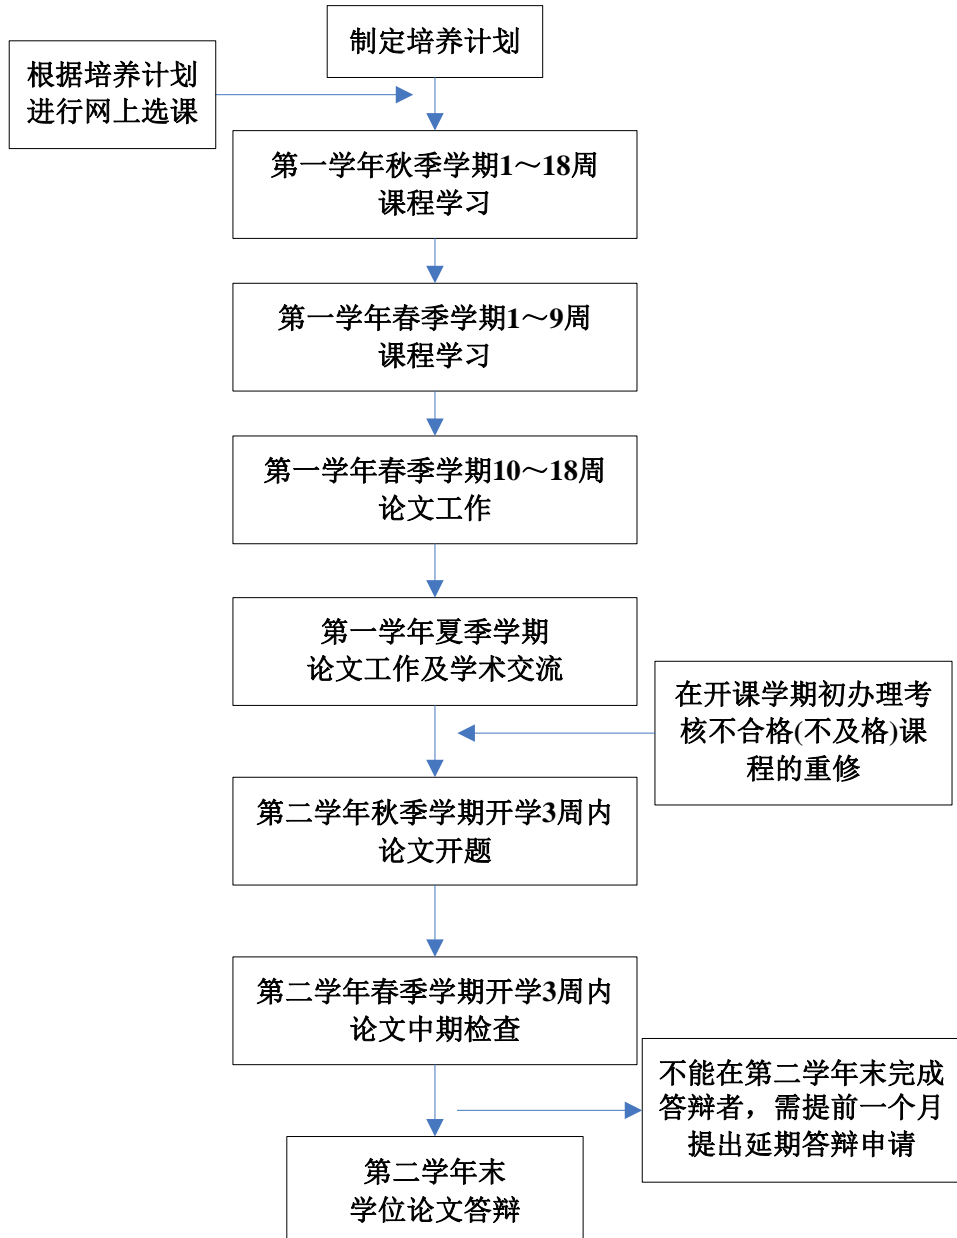 制定培养计划
根据培养计划
进行网上选课
第一学年秋季学期1～18周
课程学习
第一学年春季学期1～9周
课程学习
第一学年春季学期10～18周
论文工作
第一学年夏季学期
论文工作及学术交流
在开课学期初办理考
核不合格(不及格)课
程的重修
第二学年秋季学期开学3周内
论文开题
第二学年春季学期开学3周内
论文中期检查
不能在第二学年末完成
答辩者，需提前一个月
提出延期答辩申请
第二学年末
学位论文答辩